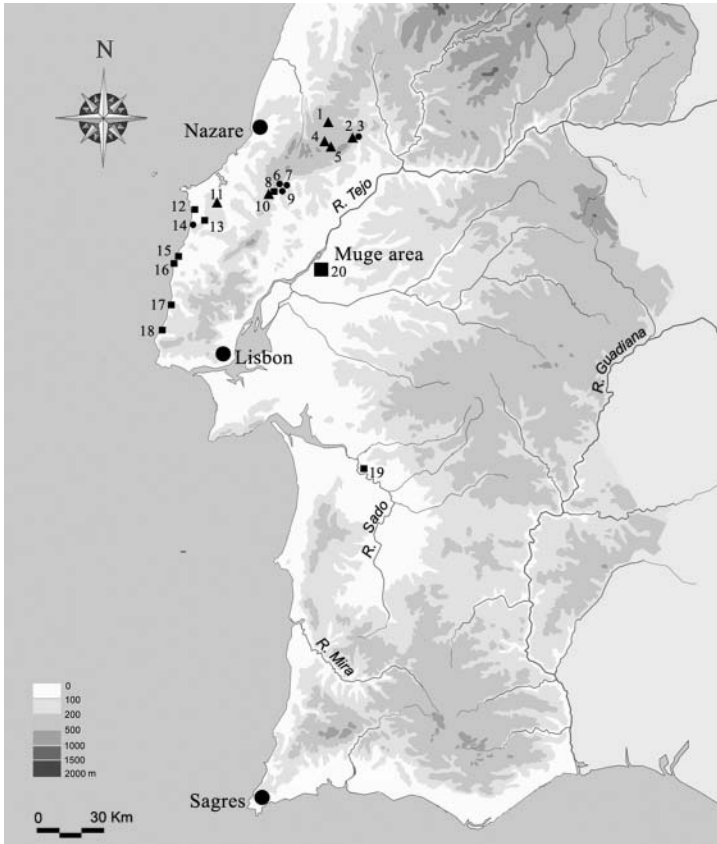 N
Nazare
1
2 3
4
5
6 7
8
9
10
11
12
13
14
R. Tejo
Muge area
20
15
16
17
18
Lisbon
R. Guadiana
19
R. Sado
R. Mira
0
100
200
500
1000
1500
2000 m
Sagres
0 30 Km